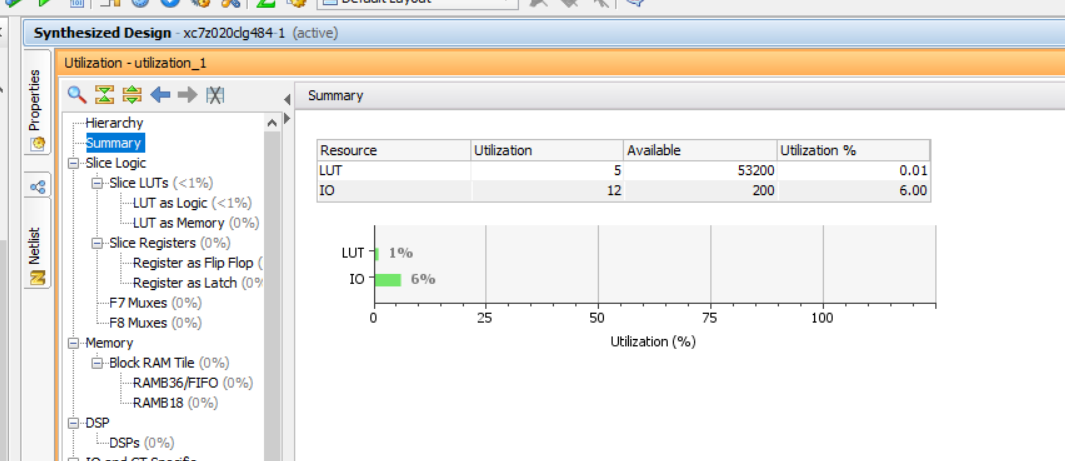 Default Layout
Synthesized Design - xc7z020clg484-1 (active)
Utilization - utilization_1
Properties
Netlist
Hierarchy
Summary
Slice Logic
Slice LUTs (<1%)
LUT as Logic (<1%)
LUT as Memory (0%)
Slice Registers (0%)
Register as Flip Flop (
Register as Latch (0%
F7 Muxes (0%)
F8 Muxes (0%)
Memory
Block RAM Tile (0%)
RAMB36/FIFO (0%)
RAMB18 (0%)
DSP
DSPs (0%)
IO and GT Specific
Summary
Resource Utilization Available Utilization %
LUT 5 53200 0.01
IO 12 200 6.00
LUT 1%
IO 6%
0 25 50 75 100
Utilization (%)